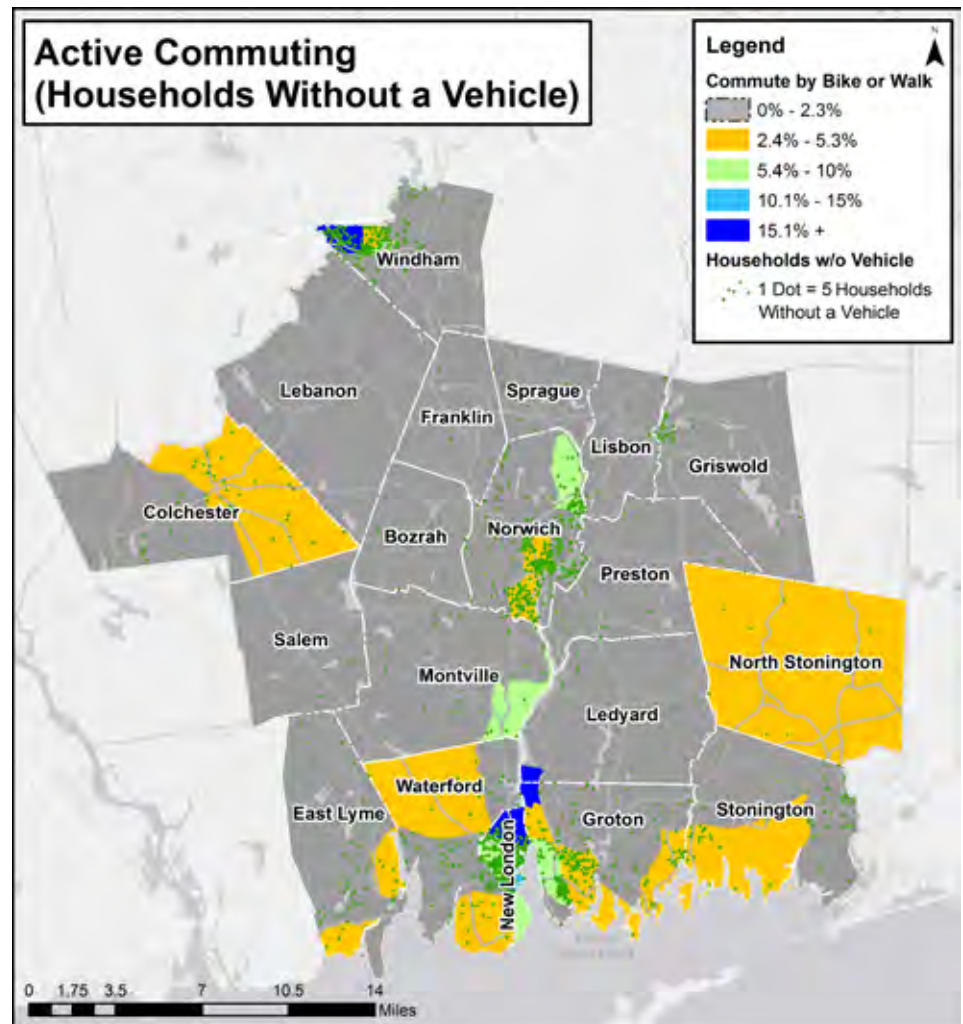 Active Commuting
(Households Without a Vehicle)
Legend
N
Commute by Bike or Walk
0% - 2.3%
2.4% - 5.3%
5.4% - 10%
10.1% - 15%
15.1% +
Households w/o Vehicle
1 Dot = 5 Households
Without a Vehicle
Windham
Lebanon
Sprague
Franklin
Lisbon
Griswold
Colchester
Bozrah
Norwich
Preston
Salem
North Stonington
Montville
Ledyard
Waterford
East Lyme
Stonington
Groton
New London
0 1.75 3.5 7 10.5 14
Miles